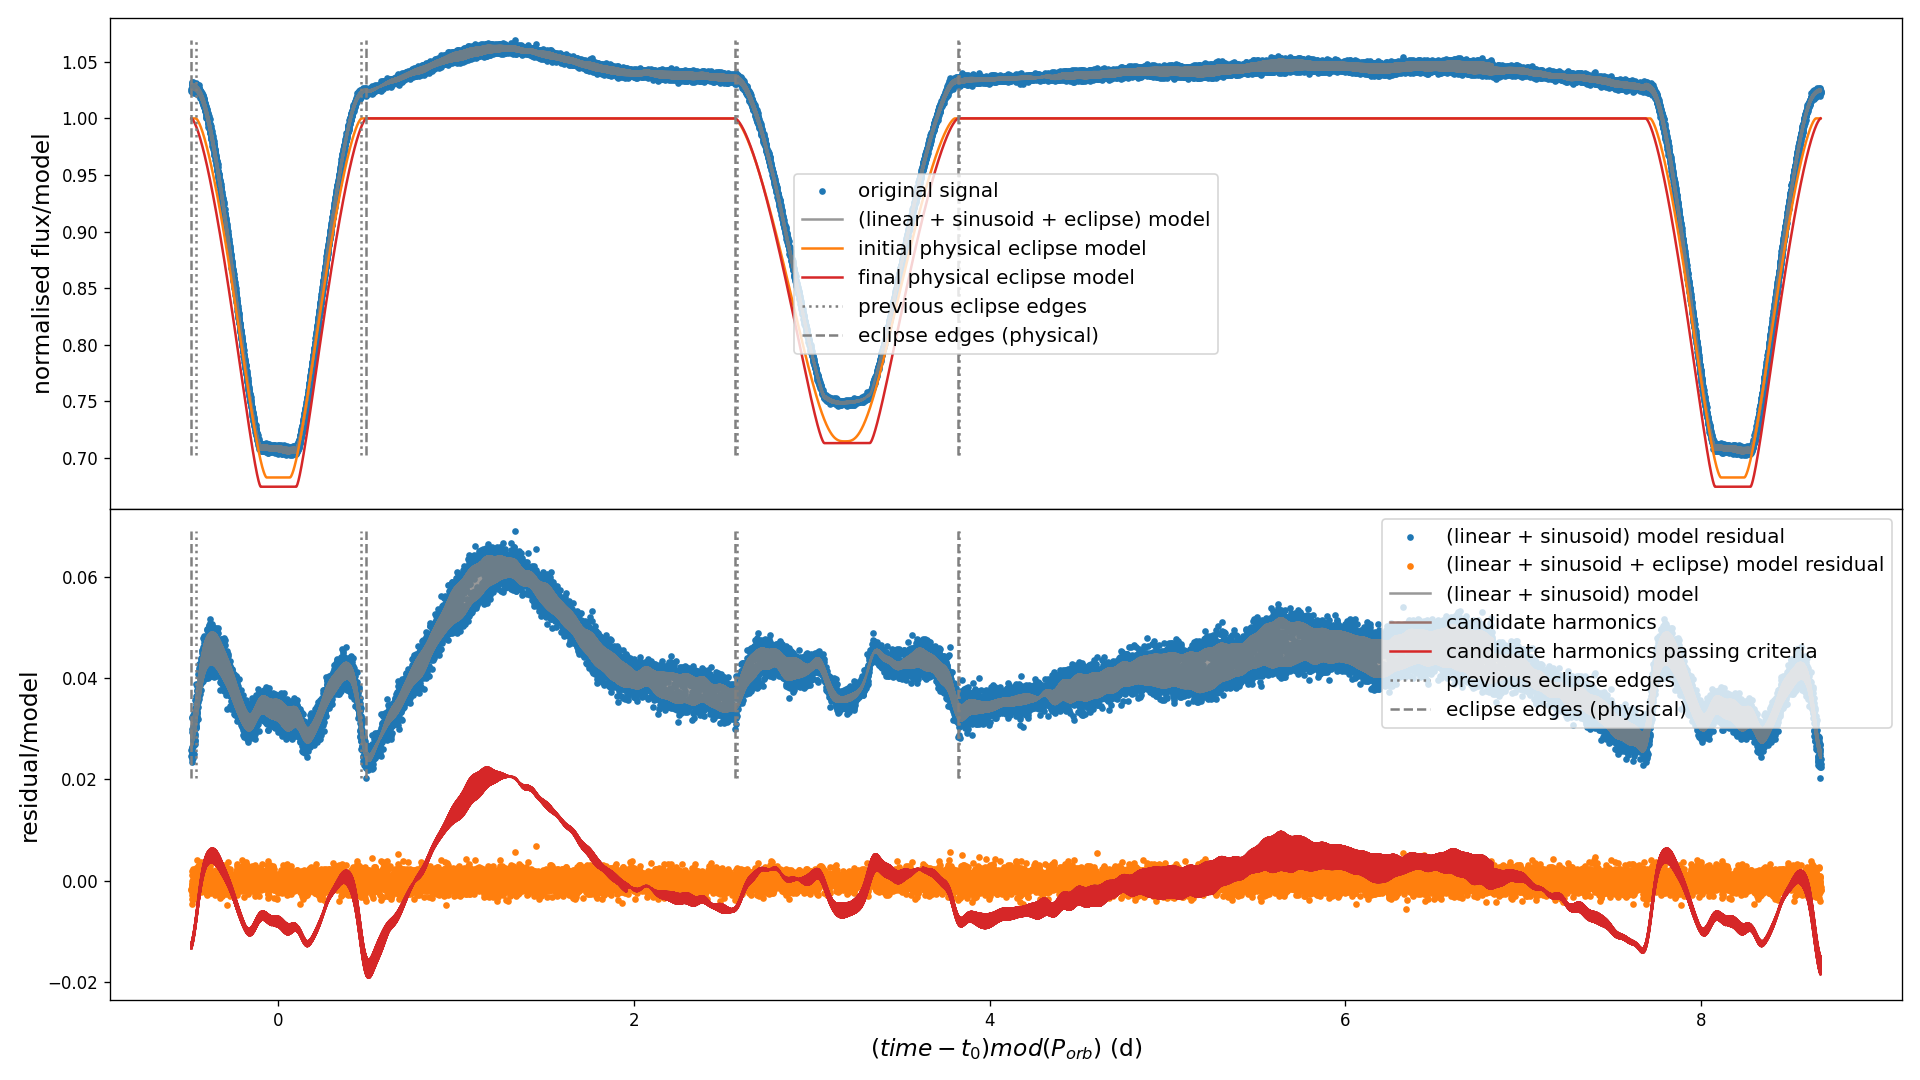 1.05
1.00
0.95
0.90
0.85
0.80
0.75
0.70
normalised flux/model
original signal
(linear + sinusoid + eclipse) model
initial physical eclipse model
final physical eclipse model
previous eclipse edges
eclipse edges (physical)
0.06
0.04
0.02
0.00
−0.02
residual/model
(linear + sinusoid) model residual
(linear + sinusoid + eclipse) model residual
(linear + sinusoid) model
candidate harmonics
candidate harmonics passing criteria
previous eclipse edges
eclipse edges (physical)
0 2 4 6 8
(time − t₀)mod(P_orb) (d)